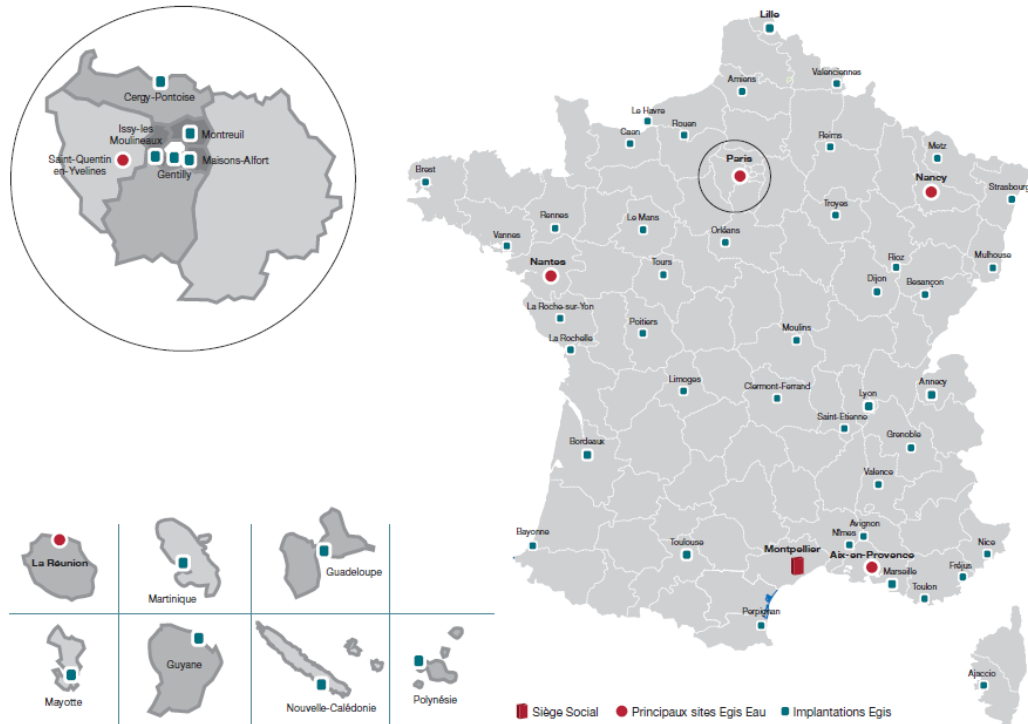 Cergy-Pontoise
Issy-les
Moulineaux
Montreuil
Saint-Quentin
en-Yvelines
Maisons-Alfort
Gentilly
Lille
Valenciennes
Amiens
Le Havre
Rouen
Caen
Reims
Metz
Paris
Nancy
Strasbourg
Brest
Troyes
Rennes
Le Mans
Orléans
Vannes
Nantes
Tours
Rioz
Mulhouse
Dijon
Besançon
La Roche-sur-Yon
Poitiers
La Rochelle
Moulins
Limoges
Clermont-Ferrand
Lyon
Annecy
Saint-Etienne
Grenoble
Bordeaux
Valence
Bayonne
Toulouse
Avignon
Nîmes
Montpellier
Aix-en-Provence
Nice
Marseille
Fréjus
Toulon
Perpignan
Ajaccio
La Réunion
Martinique
Guadeloupe
Mayotte
Guyane
Nouvelle-Calédonie
Polynésie
Siège Social
Principaux sites Egis Eau
Implantations Egis